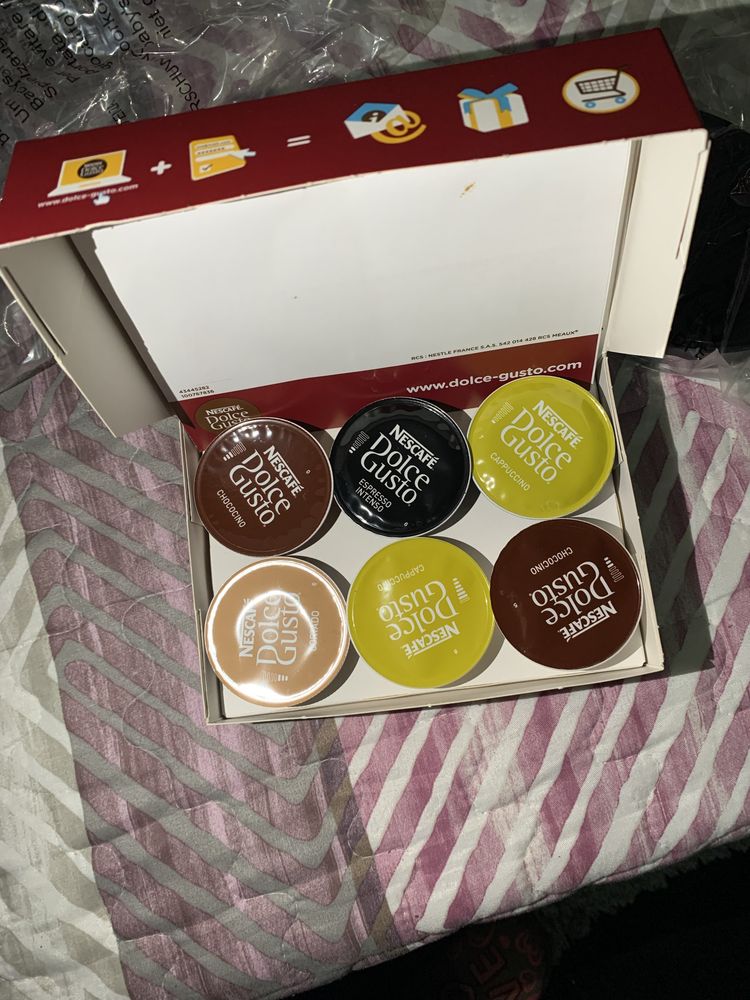 www.dolce-gusto.com
RCS : NESTLE FRANCE S.A.S. 542 014 428 RCS MEAUX
43445282
100787836
www.dolce-gusto.com
NESCAFÉ
Dolce
Gusto
NESCAFÉ
Dolce
Gusto
CHOCOCINO
NESCAFÉ
Dolce
Gusto
ESPRESSO
INTENSO
NESCAFÉ
Dolce
Gusto
CAPPUCCINO
NESCAFÉ
Dolce
Gusto
NESCAFÉ
Dolce
Gusto
CAPPUCCINO
NESCAFÉ
Dolce
Gusto
CHOCOCINO